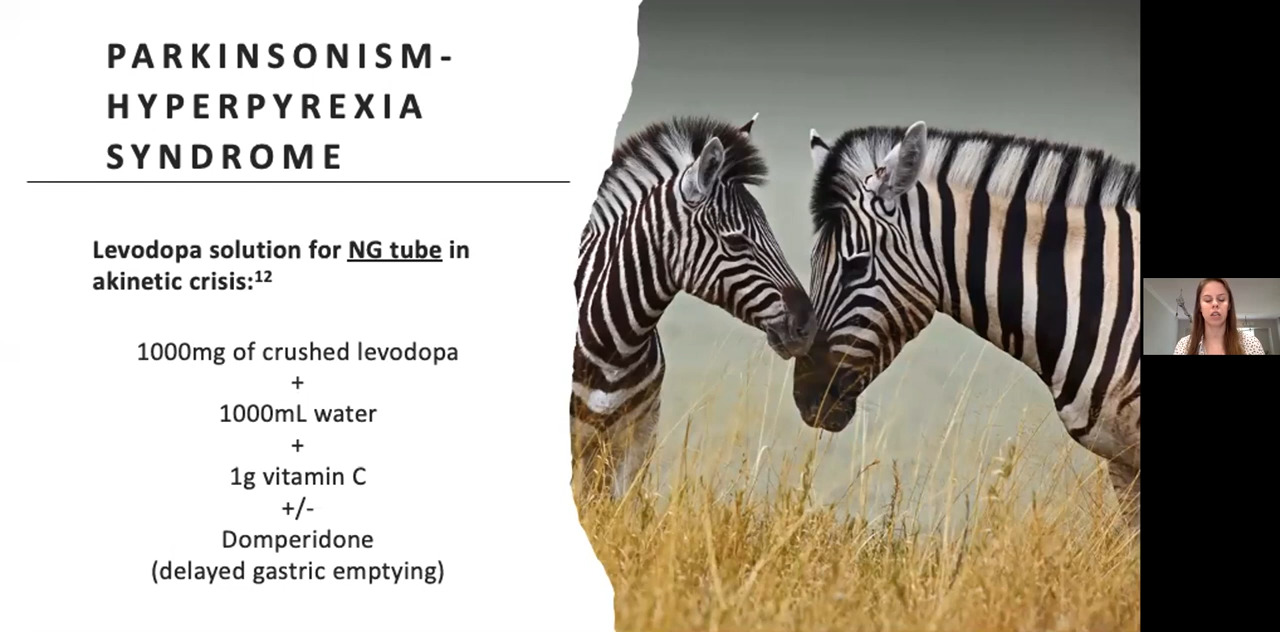 PARKINSONISM-
HYPERPYREXIA
SYNDROME
Levodopa solution for NG tube in
akinetic crisis:12
1000mg of crushed levodopa
+
1000mL water
+
1g vitamin C
+/-
Domperidone
(delayed gastric emptying)